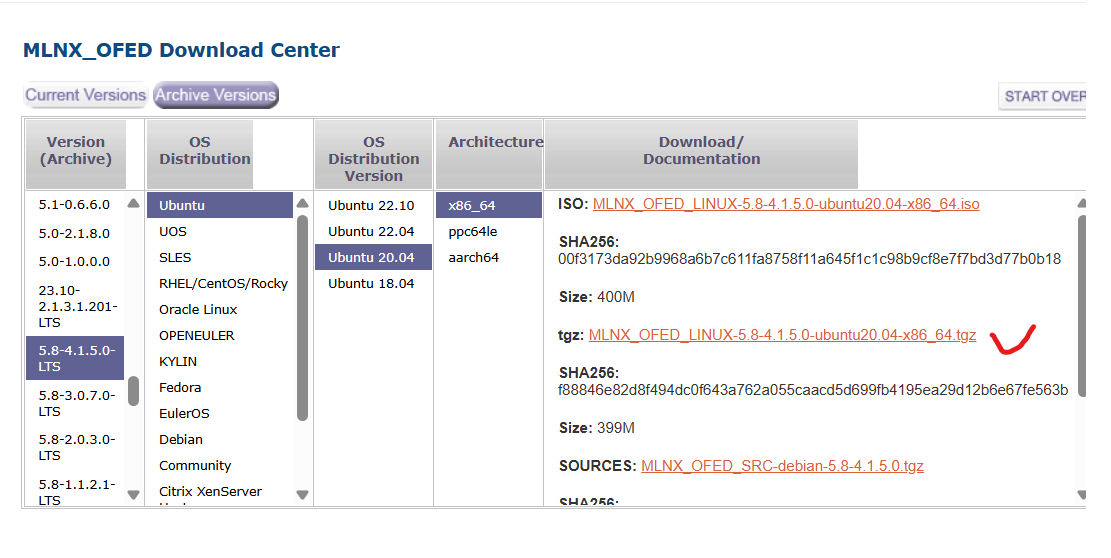 MLNX_OFED Download Center
Current Versions
Archive Versions
START OVER
Version
(Archive)
OS
Distribution
OS
Distribution
Version
Architecture
Download/
Documentation
5.1-0.6.6.0
5.0-2.1.8.0
5.0-1.0.0.0
23.10-
2.1.3.1.201-
LTS
5.8-4.1.5.0-
LTS
5.8-3.0.7.0-
LTS
5.8-2.0.3.0-
LTS
5.8-1.1.2.1-
LTS
Ubuntu
UOS
SLES
RHEL/CentOS/Rocky
Oracle Linux
OPENEULER
KYLIN
Fedora
EulerOS
Debian
Community
Citrix XenServer
Ubuntu 22.10
Ubuntu 22.04
Ubuntu 20.04
Ubuntu 18.04
x86_64
ppc64le
aarch64
ISO: MLNX_OFED_LINUX-5.8-4.1.5.0-ubuntu20.04-x86_64.iso
SHA256:
00f3173da92b9968a6b7c611fa8758f11a645f1c1c98b9cf8e7f7bd3d77b0b18
Size: 400M
tgz: MLNX_OFED_LINUX-5.8-4.1.5.0-ubuntu20.04-x86_64.tgz
SHA256:
f88846e82d8f494dc0f643a762a055caacd5d699fb4195ea29d12b6e67fe563b
Size: 399M
SOURCES: MLNX_OFED_SRC-debian-5.8-4.1.5.0.tgz
SHA256: